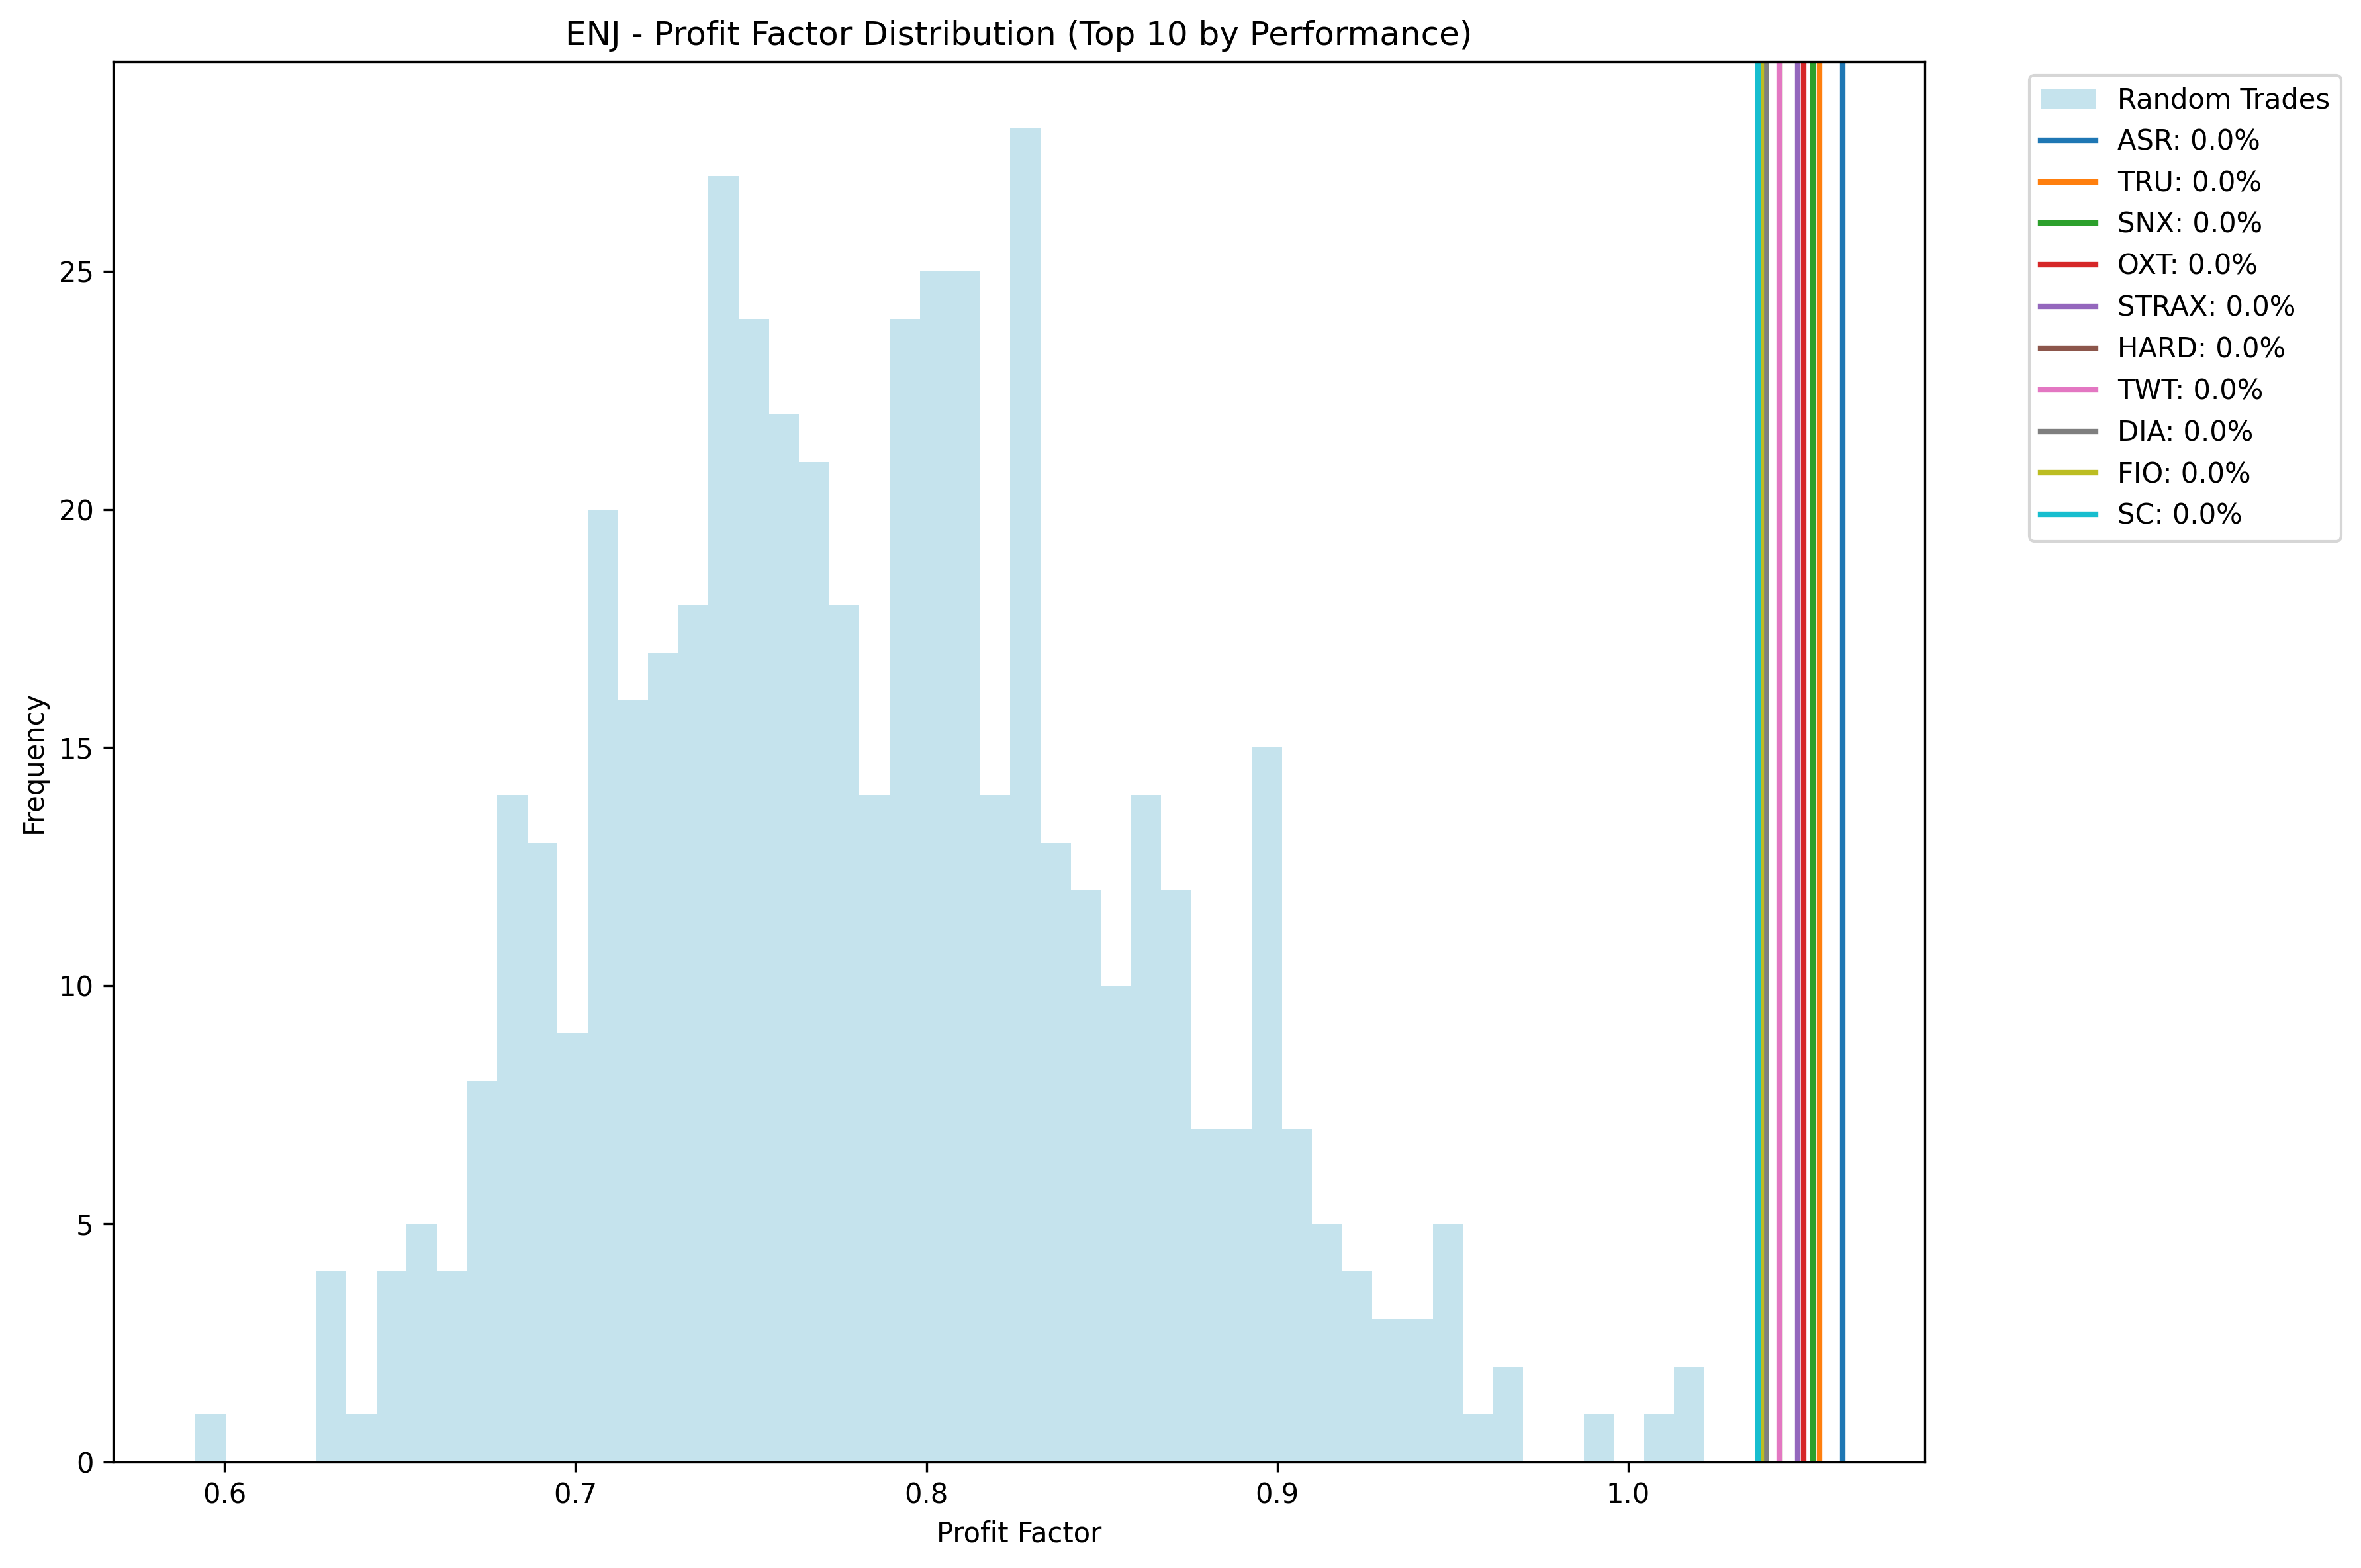 ENJ - Profit Factor Distribution (Top 10 by Performance)
Random Trades
ASR: 0.0%
TRU: 0.0%
SNX: 0.0%
OXT: 0.0%
STRAX: 0.0%
HARD: 0.0%
TWT: 0.0%
DIA: 0.0%
FIO: 0.0%
SC: 0.0%
Frequency
25
20
15
10
5
0
0.6
0.7
0.8
0.9
1.0
Profit Factor